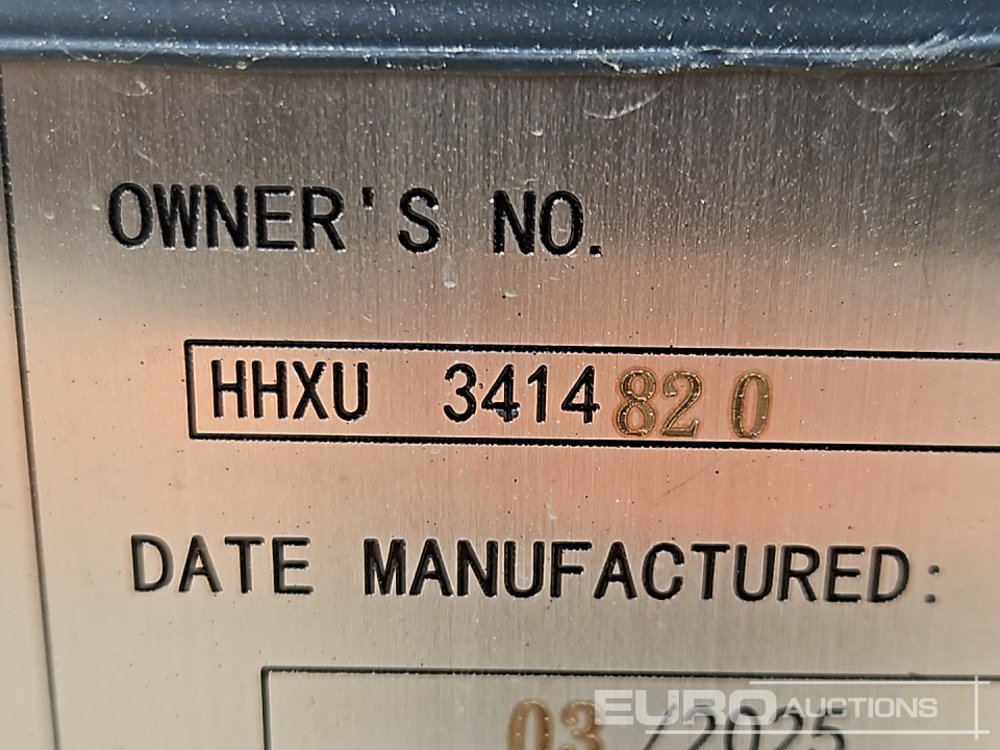 OWNER'S NO.
HHXU 3414820
DATE MANUFACTURED:
03/2025
EURO AUCTIONS